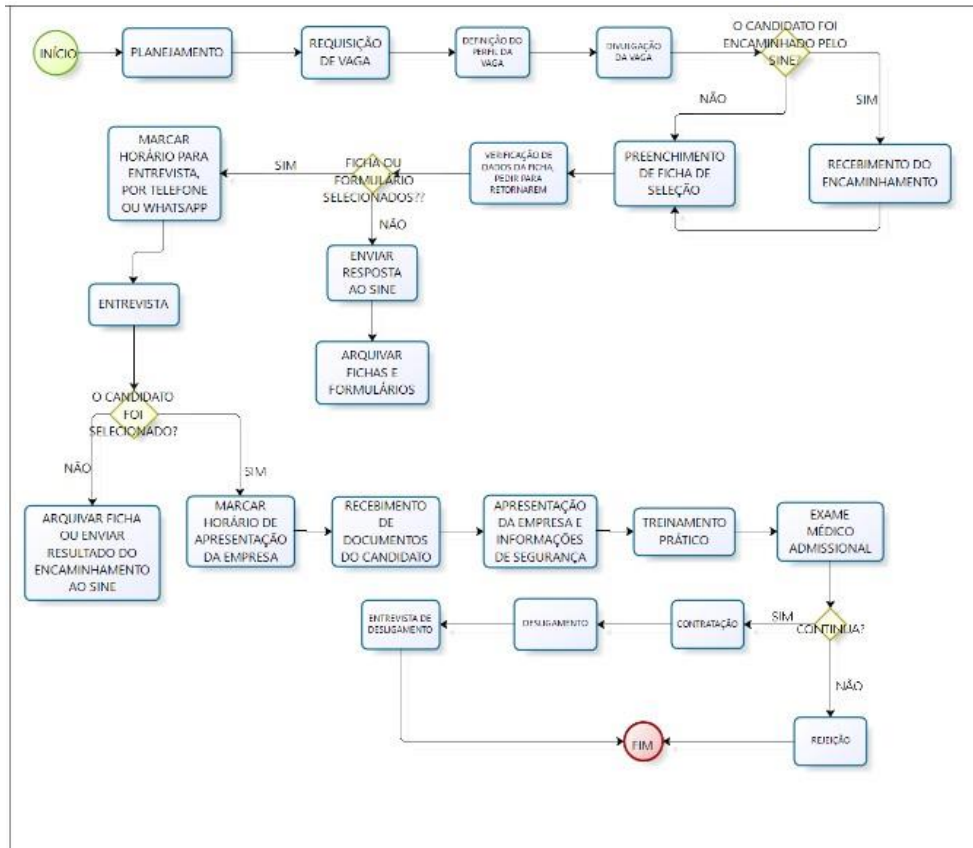 INÍCIO
PLANEJAMENTO
REQUISIÇÃO
DE VAGA
DEFINIÇÃO DO
PERFIL DA
VAGA
DIVULGAÇÃO
DA VAGA
O CANDIDATO FOI
ENCAMINHADO PELO
SINE?
NÃO
SIM
MARCAR
HORÁRIO PARA
ENTREVISTA,
POR TELEFONE
OU WHATSAPP
SIM
FICHA OU
FORMULÁRIO
SELECIONADOS??
VERIFICAÇÃO DE
DADOS DA FICHA,
PEDIR PARA
RETORNAREM
PREENCHIMENTO
DE FICHA DE
SELEÇÃO
RECEBIMENTO DO
ENCAMINHAMENTO
NÃO
ENVIAR
RESPOSTA
AO SINE
ENTREVISTA
ARQUIVAR
FICHAS E
FORMULÁRIOS
O CANDIDATO
FOI
SELECIONADO?
NÃO
SIM
ARQUIVAR FICHA
OU ENVIAR
RESULTADO DO
ENCAMINHAMENTO
AO SINE
MARCAR
HORÁRIO DE
APRESENTAÇÃO
DA EMPRESA
RECEBIMENTO
DE
DOCUMENTOS
DO CANDIDATO
APRESENTAÇÃO
DA EMPRESA E
INFORMAÇÕES
DE SEGURANÇA
TREINAMENTO
PRÁTICO
EXAME
MÉDICO
ADMISSIONAL
ENTREVISTA DE
DESLIGAMENTO
DESLIGAMENTO
CONTRATAÇÃO
SIM
CONTINUA?
NÃO
FIM
REJEIÇÃO